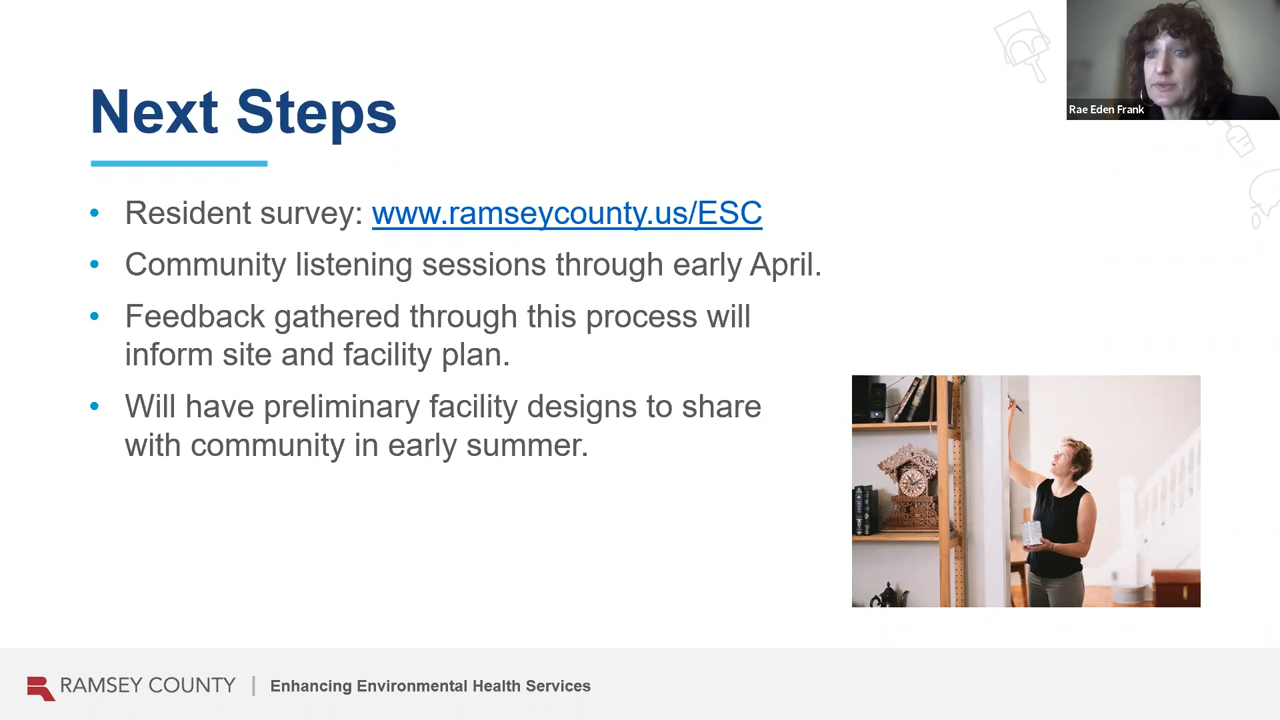 Rae Eden Frank
Next Steps
• Resident survey: www.ramseycounty.us/ESC
• Community listening sessions through early April.
• Feedback gathered through this process will
inform site and facility plan.
• Will have preliminary facility designs to share
with community in early summer.
RAMSEY COUNTY | Enhancing Environmental Health Services